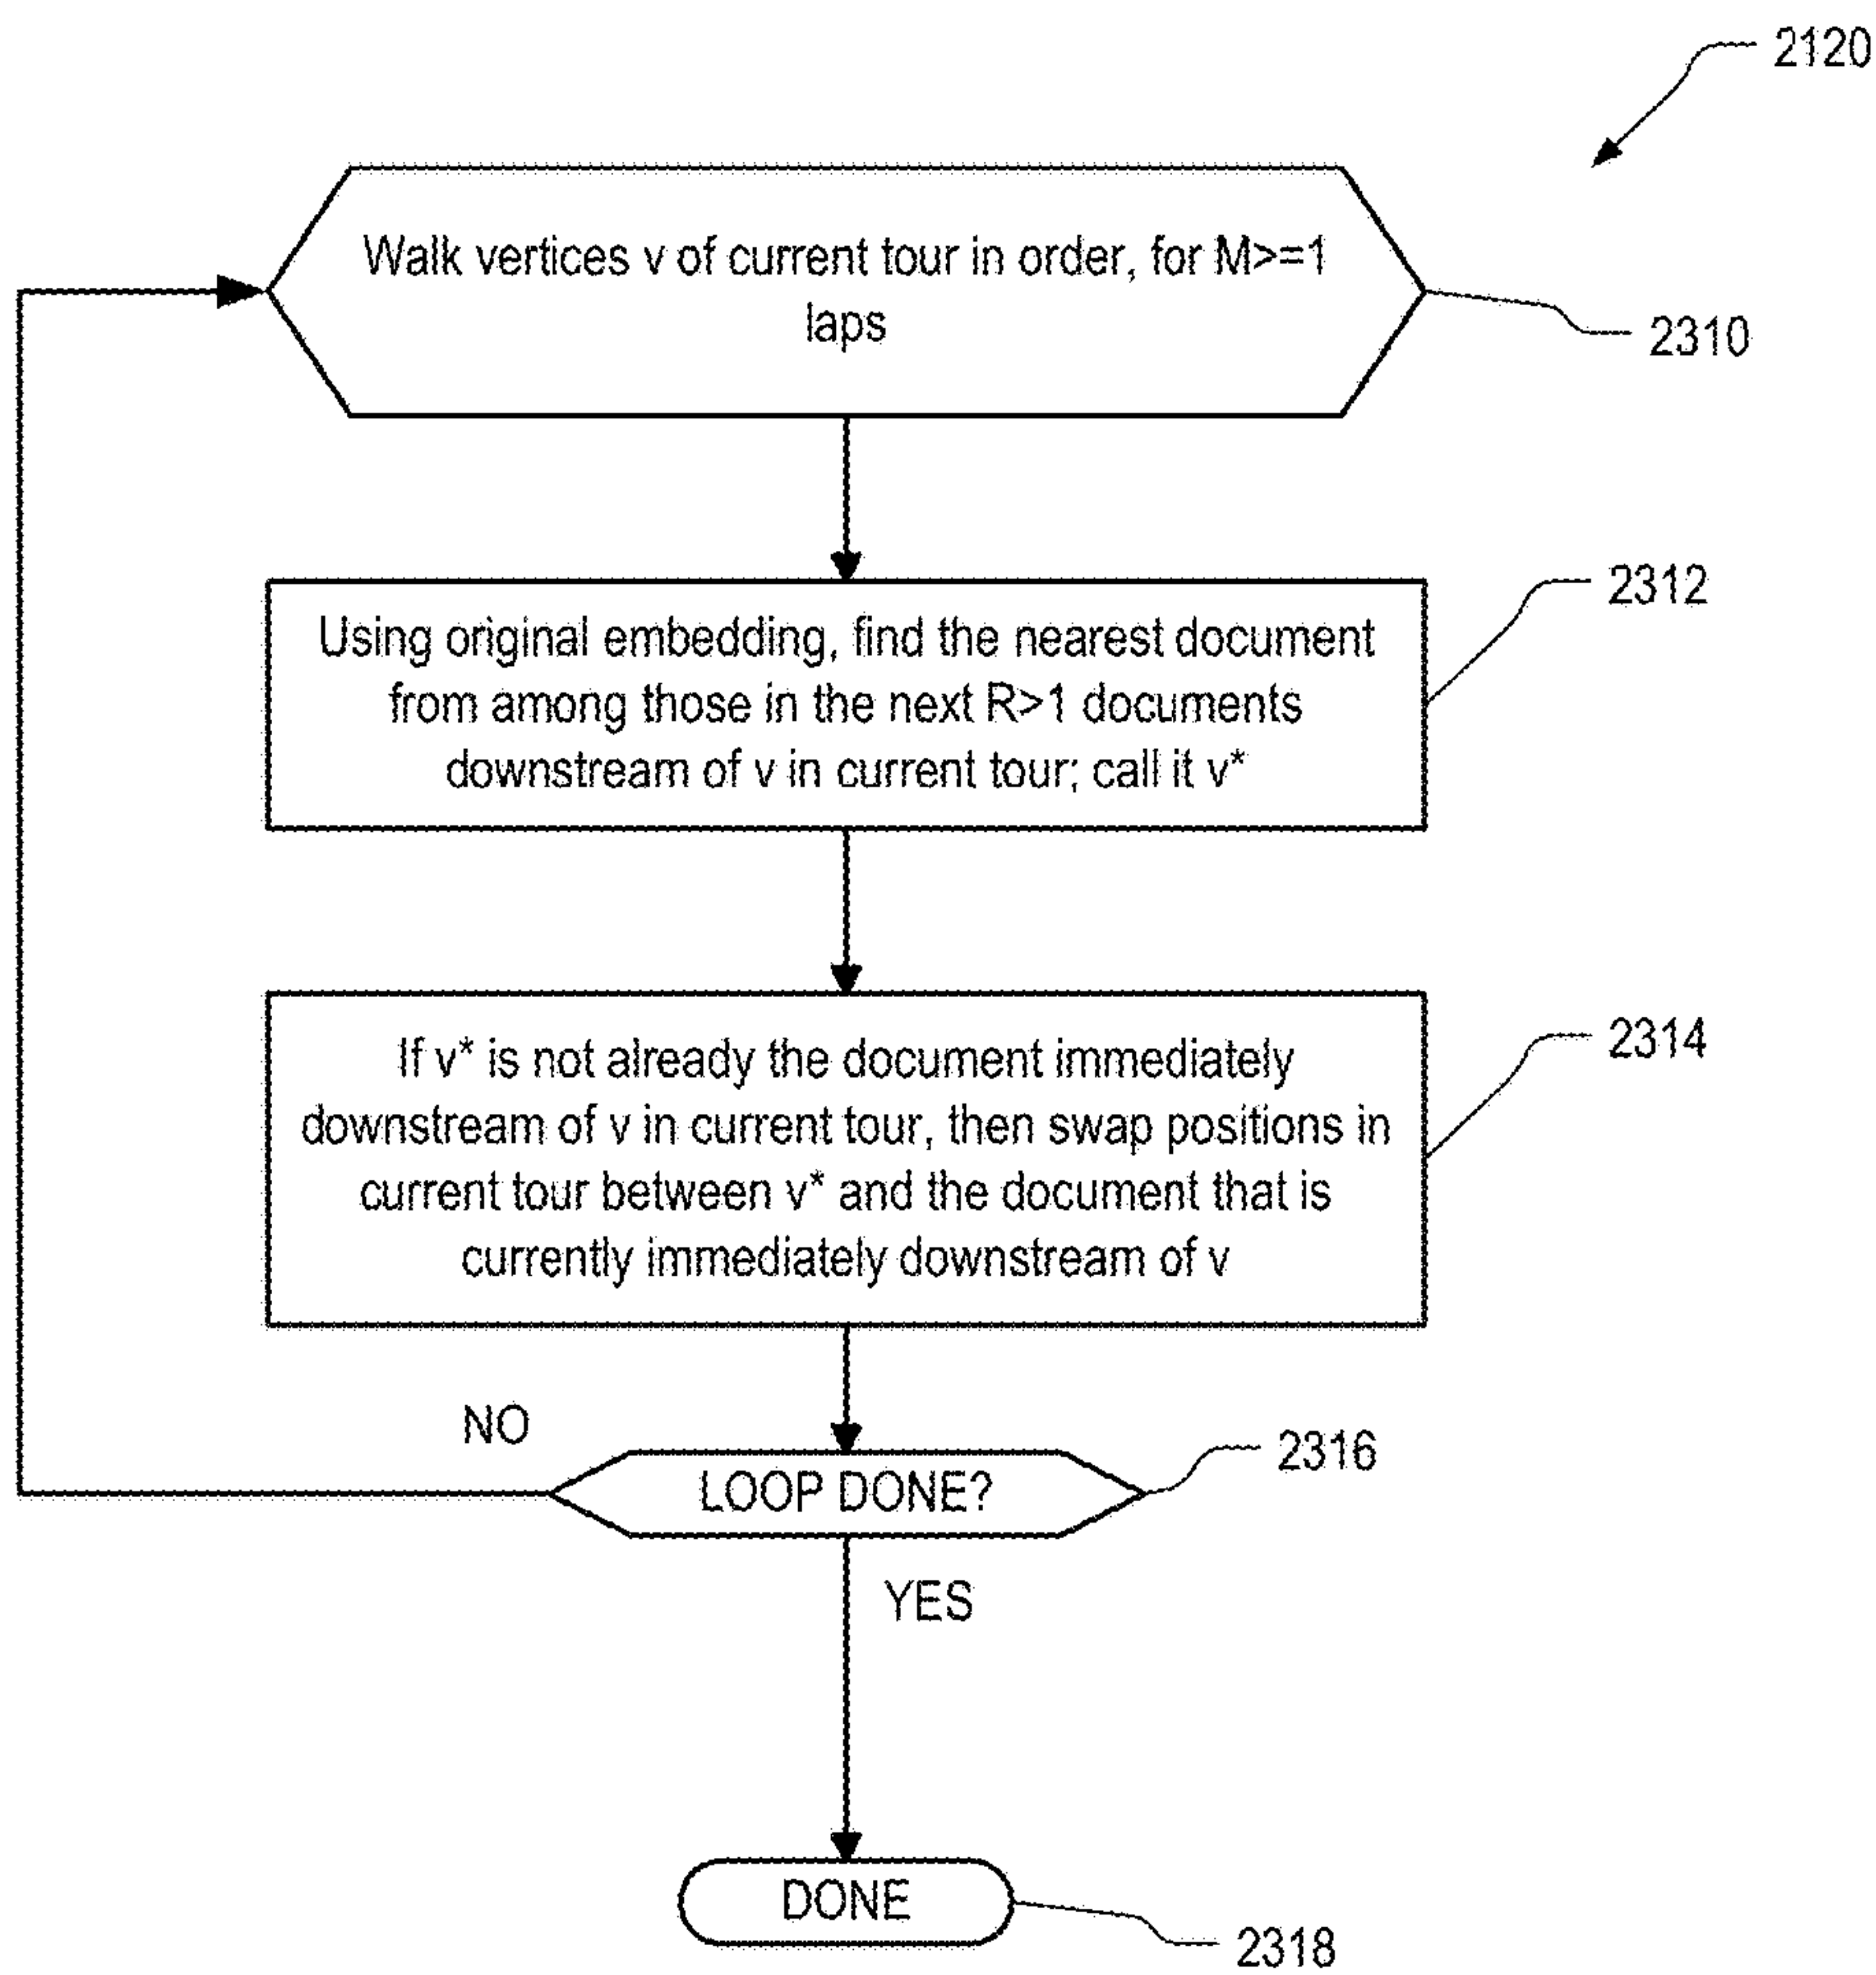 2120
Walk vertices v of current tour in order, for M>=1
laps
2310
Using original embedding, find the nearest document
from among those in the next R>1 documents
downstream of v in current tour; call it v*
2312
If v* is not already the document immediately
downstream of v in current tour, then swap positions in
current tour between v* and the document that is
currently immediately downstream of v
2314
NO
LOOP DONE?
2316
YES
DONE
2318